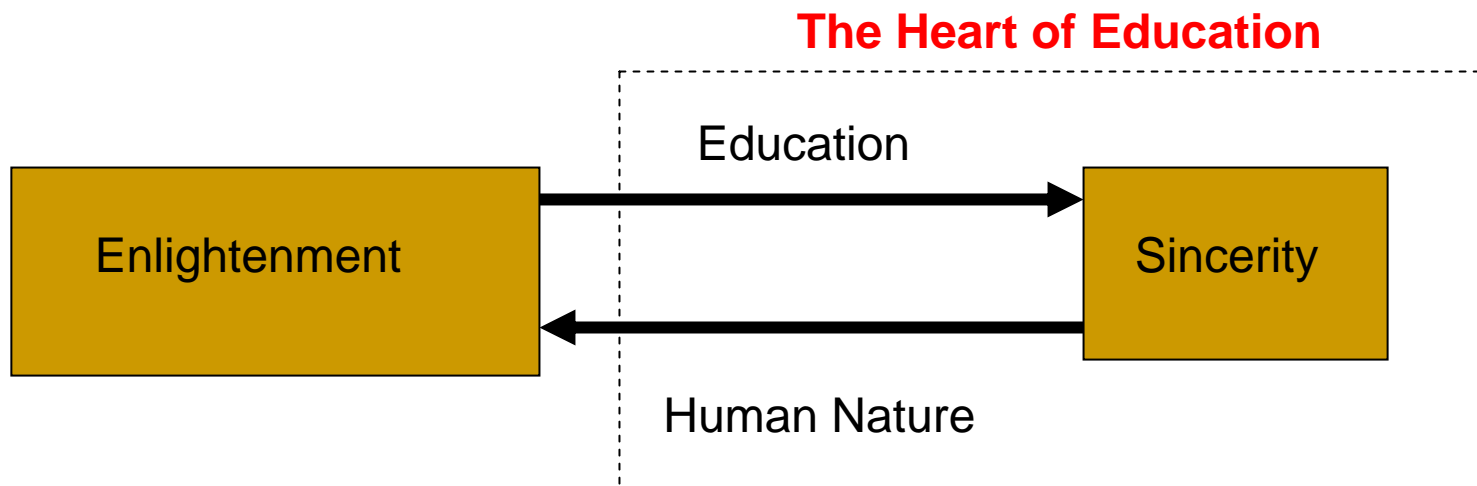 The Heart of Education
Education
Enlightenment
Sincerity
Human Nature